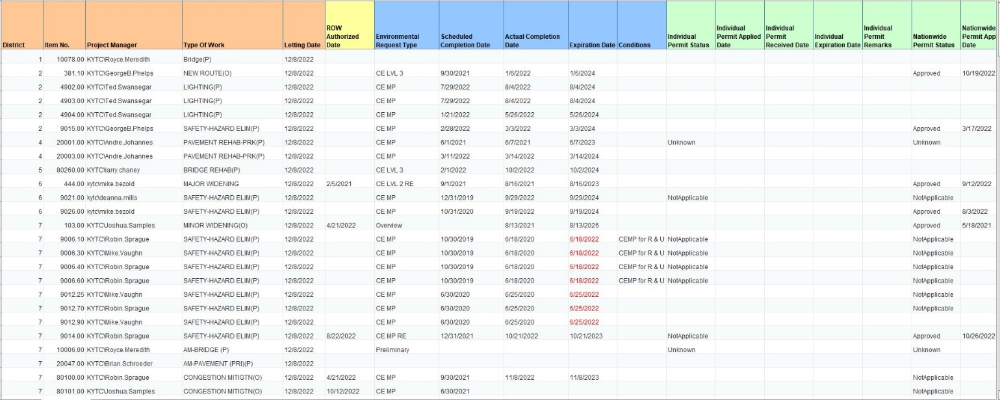 District Item No. Project Manager Type Of Work Letting Date ROW Authorized Date Environmental Request Type Scheduled Completion Date Actual Completion Date Expiration Date Conditions Individual Permit Status Individual Permit Applied Date Individual Permit Received Date Individual Expiration Date Individual Permit Remarks Nationwide Permit Status Nationwide Permit App Date
1 10078.00 KYTC\Royce.Meredith Bridge(P) 12/8/2022
2 381.10 KYTC\GeorgeB.Phelps NEW ROUTE(O) 12/8/2022 CE LVL 3 9/30/2021 1/6/2022 1/6/2024 Approved 10/19/2022
2 4902.00 KYTC\Ted.Swansegar LIGHTING(P) 12/8/2022 CE MP 7/29/2022 8/4/2022 8/4/2024
2 4903.00 KYTC\Ted.Swansegar LIGHTING(P) 12/8/2022 CE MP 7/29/2022 8/4/2022 8/4/2024
2 4904.00 KYTC\Ted.Swansegar LIGHTING(P) 12/8/2022 CE MP 1/21/2022 5/26/2022 5/26/2024
2 9015.00 KYTC\GeorgeB.Phelps SAFETY-HAZARD ELIM(P) 12/8/2022 CE MP 2/28/2022 3/3/2022 3/3/2024 Approved 3/17/2022
4 20001.00 KYTC\Andre.Johannes PAVEMENT REHAB-PRK(P) 12/8/2022 CE MP 6/1/2021 6/7/2021 6/7/2023 Unknown Unknown
4 20003.00 KYTC\Andre.Johannes PAVEMENT REHAB-PRK(P) 12/8/2022 CE MP 3/11/2022 3/14/2022 3/14/2024
5 80260.00 KYTC\larry.chaney BRIDGE REHAB(P) 12/8/2022 CE LVL 3 2/1/2022 10/2/2022 10/2/2024
6 444.00 kytc\mike.bezold MAJOR WIDENING 12/8/2022 2/5/2021 CE LVL 2 RE 9/1/2021 8/16/2021 8/16/2023 Approved 9/12/2022
6 9021.00 kytc\deanna.mills SAFETY-HAZARD ELIM(P) 12/8/2022 CE MP 12/31/2019 9/29/2022 9/29/2024 NotApplicable NotApplicable
6 9026.00 kytc\mike.bezold SAFETY-HAZARD ELIM(P) 12/8/2022 CE MP 10/31/2020 9/19/2022 9/19/2024 Approved 8/3/2022
7 103.00 KYTC\Joshua.Samples MINOR WIDENING(O) 12/8/2022 4/21/2022 Overview 8/13/2021 8/13/2026 Approved 5/18/2021
7 9006.10 KYTC\Robin.Sprague SAFETY-HAZARD ELIM(P) 12/8/2022 CE MP 10/30/2019 6/18/2020 6/18/2022 CEMP for R & U NotApplicable NotApplicable
7 9006.30 KYTC\Mike.Vaughn SAFETY-HAZARD ELIM(P) 12/8/2022 CE MP 10/30/2019 6/18/2020 6/18/2022 CEMP for R & U NotApplicable NotApplicable
7 9006.40 KYTC\Robin.Sprague SAFETY-HAZARD ELIM(P) 12/8/2022 CE MP 10/30/2019 6/18/2020 6/18/2022 CEMP for R & U NotApplicable NotApplicable
7 9006.60 KYTC\Robin.Sprague SAFETY-HAZARD ELIM(P) 12/8/2022 CE MP 10/30/2019 6/18/2020 6/18/2022 CEMP for R & U NotApplicable NotApplicable
7 9012.25 KYTC\Mike.Vaughn SAFETY-HAZARD ELIM(P) 12/8/2022 CE MP 6/30/2020 6/25/2020 6/25/2022 NotApplicable
7 9012.70 KYTC\Robin.Sprague SAFETY-HAZARD ELIM(P) 12/8/2022 CE MP 6/30/2020 6/25/2020 6/25/2022 NotApplicable
7 9012.90 KYTC\Mike.Vaughn SAFETY-HAZARD ELIM(P) 12/8/2022 CE MP 6/30/2020 6/25/2020 6/25/2022
7 9014.00 KYTC\Robin.Sprague SAFETY-HAZARD ELIM(P) 12/8/2022 8/22/2022 CE MP RE 12/31/2021 10/21/2022 10/21/2023 NotApplicable Approved 10/26/2022
7 10006.00 KYTC\Royce.Meredith AM-BRIDGE (P) 12/8/2022 Preliminary Unknown Unknown
7 20047.00 KYTC\Brian.Schroeder AM-PAVEMENT (PRI)(P) 12/8/2022
7 80100.00 KYTC\Robin.Sprague CONGESTION MITIGTN(O) 12/8/2022 4/21/2022 CE MP 9/30/2021 11/8/2022 11/8/2023 NotApplicable
7 80101.00 KYTC\Joshua.Samples CONGESTION MITIGTN(O) 12/8/2022 10/12/2022 CE MP 6/30/2021 NotApplicable